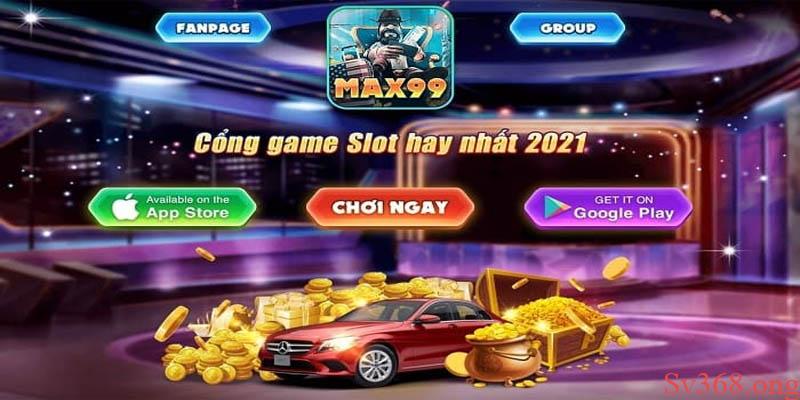 FANPAGE
GROUP
MAX99
Cổng game Slot hay nhất 2021
Available on the
App Store
CHƠI NGAY
GET IT ON
Google Play
Sv368.ong